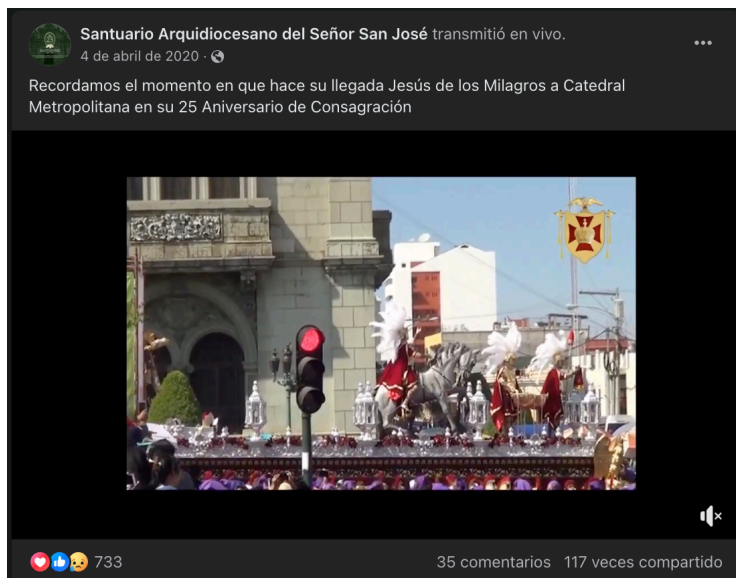 Santuario Arquidiocesano del Señor San José transmitió en vivo.
4 de abril de 2020 ·
Recordamos el momento en que hace su llegada Jesús de los Milagros a Catedral
Metropolitana en su 25 Aniversario de Consagración
733
35 comentarios 117 veces compartido